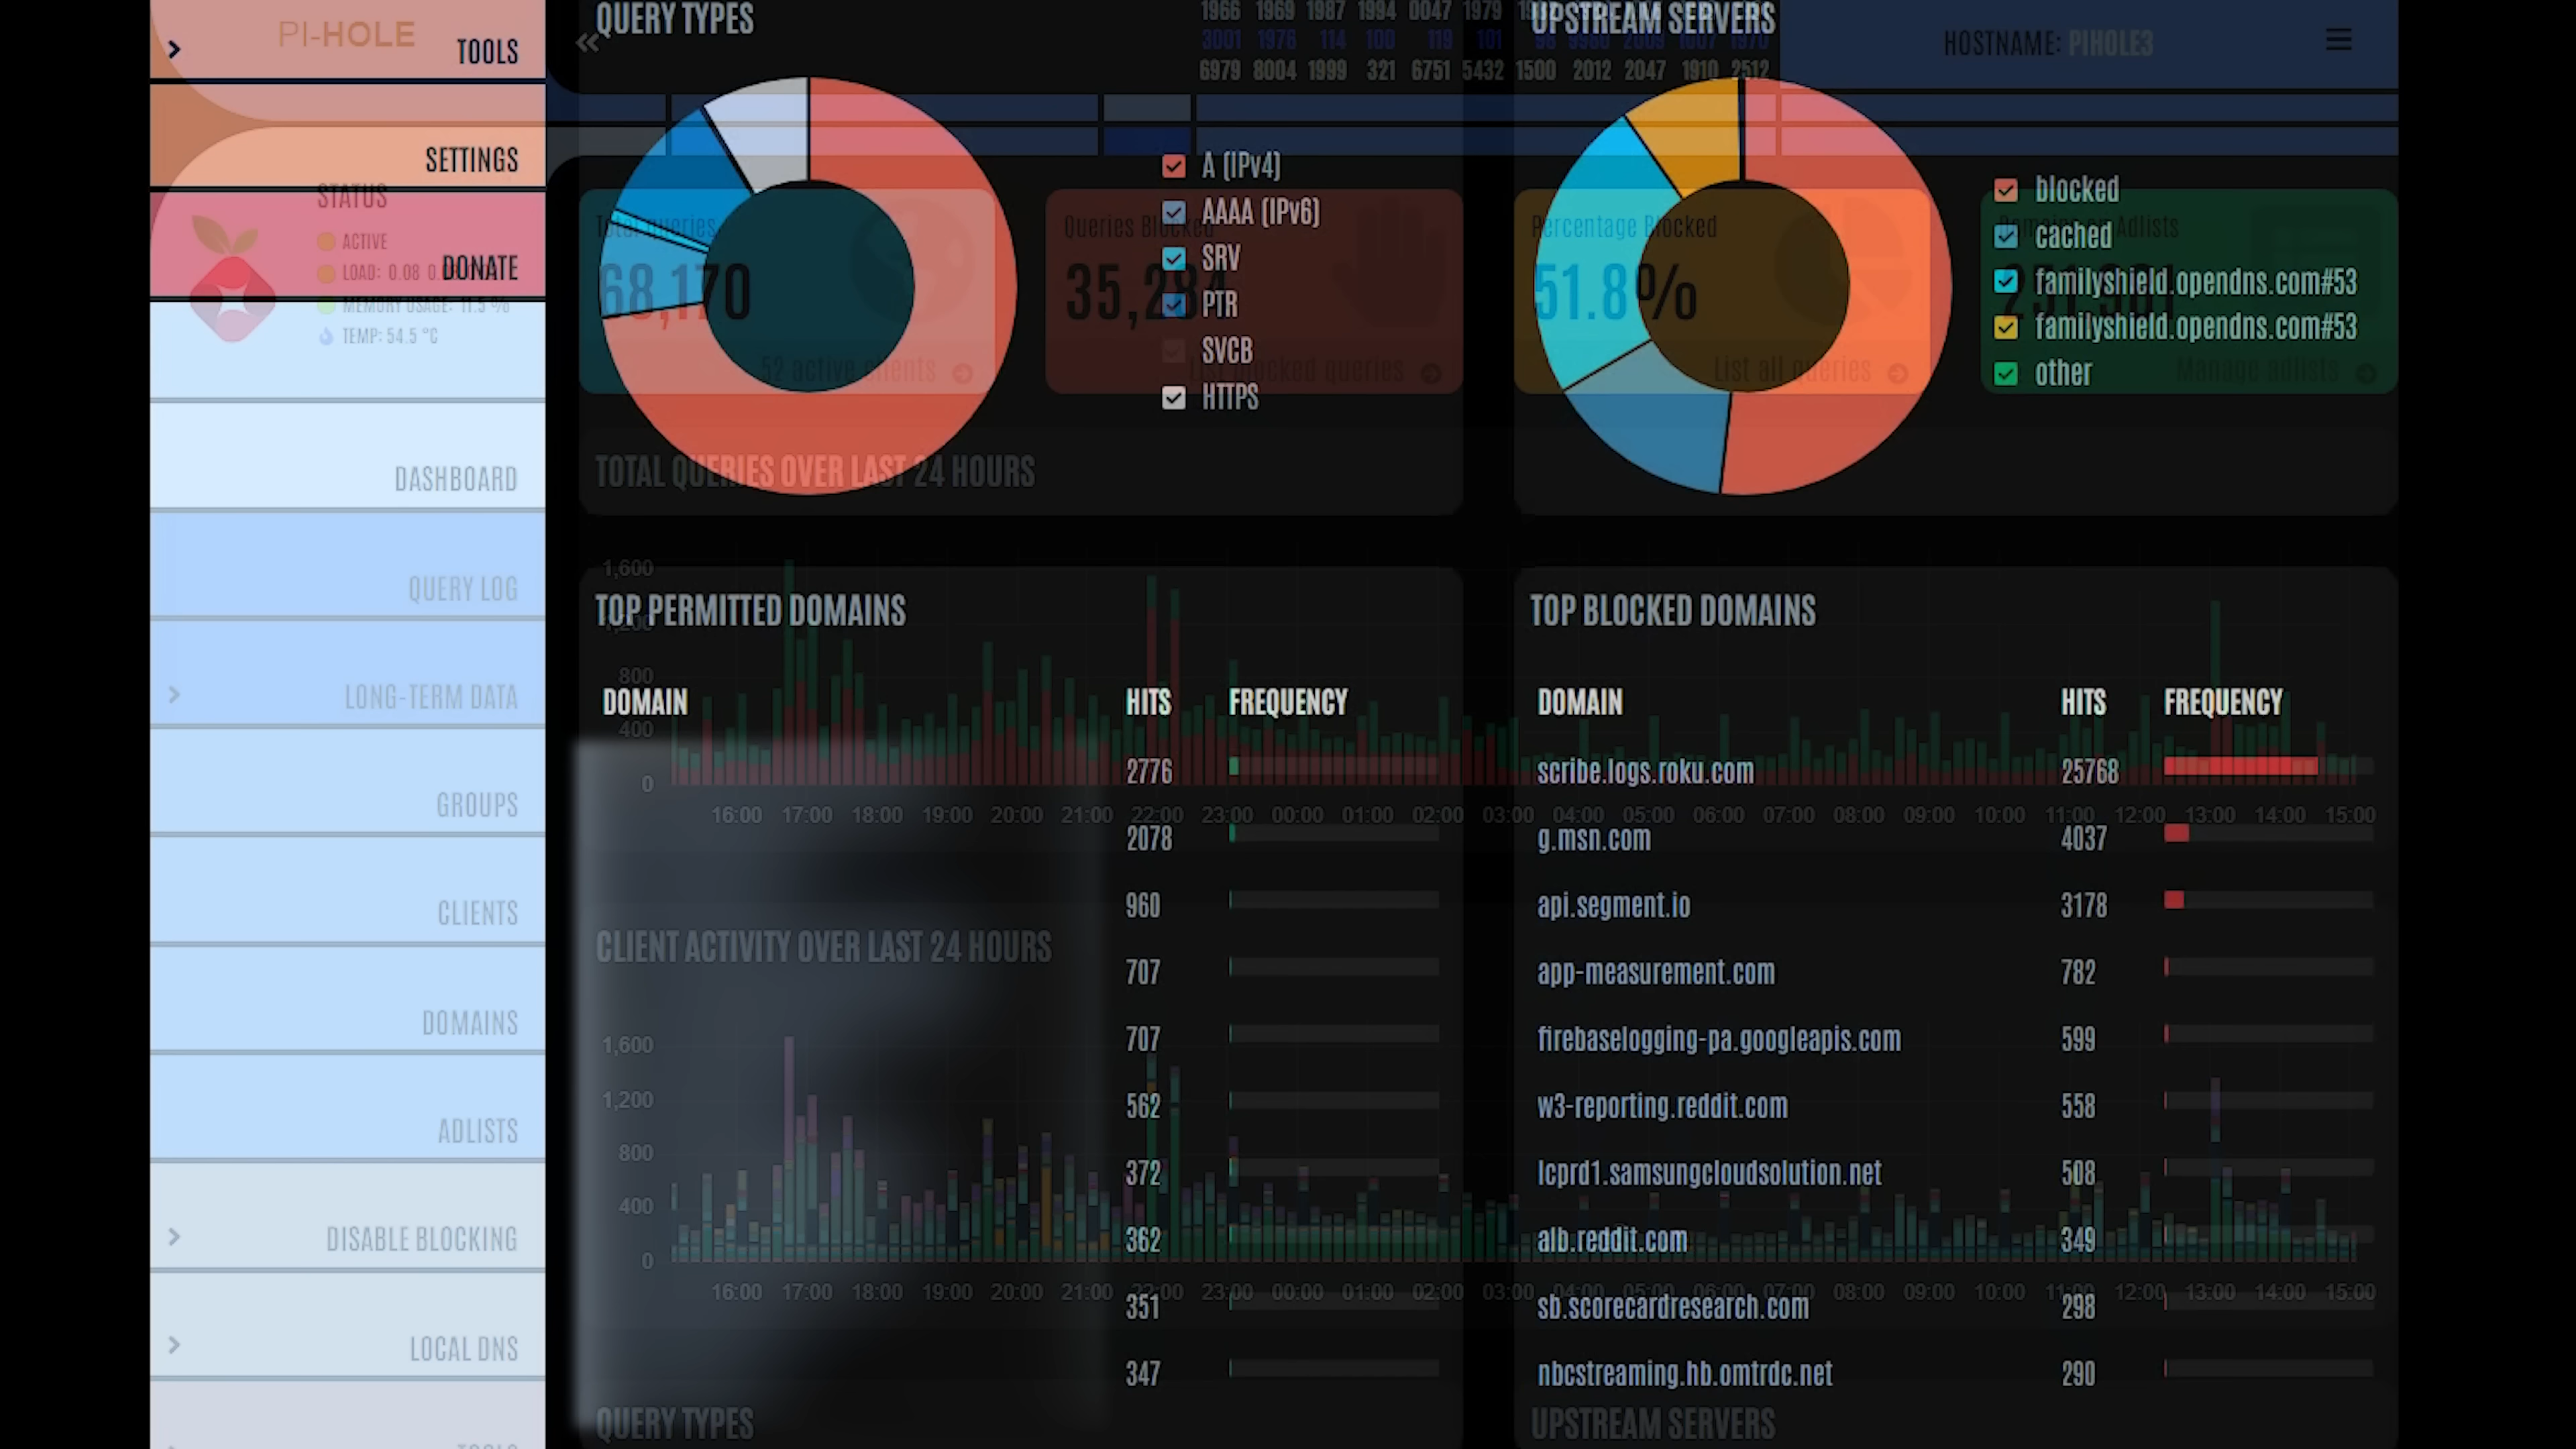 PI-HOLE
TOOLS
SETTINGS
STATUS
ACTIVE
LOAD: 0.08
DONATE
MEMORY USAGE: 11.5 %
TEMP: 54.5 °C
DASHBOARD
QUERY LOG
LONG-TERM DATA
GROUPS
CLIENTS
DOMAINS
ADLISTS
DISABLE BLOCKING
LOCAL DNS
QUERY TYPES
1966 1969 1987 1994 0047 1979
3001 1976 114 100 119 101
6979 8004 1999 321 6751 5432 1500 2012 2047 1910 2512
UPSTREAM SERVERS
HOSTNAME: PIHOLE3
A (IPv4)
AAAA (IPv6)
SRV
PTR
SVCB
HTTPS
blocked
cached
familyshield.opendns.com#53
familyshield.opendns.com#53
other
Total queries
68,170
52 active clients
Queries Blocked
35,284
List blocked queries
Percentage Blocked
51.8%
List all queries
Domains on Adlists
Manage adlists
TOTAL QUERIES OVER LAST 24 HOURS
1,600
1,200
800
400
0
16:00 17:00 18:00 19:00 20:00 21:00 22:00 23:00 00:00 01:00 02:00 03:00 04:00 05:00 06:00 07:00 08:00 09:00 10:00 11:00 12:00 13:00 14:00 15:00
TOP PERMITTED DOMAINS
DOMAIN HITS FREQUENCY
2776
2078
960
707
707
562
372
362
351
347
TOP BLOCKED DOMAINS
DOMAIN HITS FREQUENCY
scribe.logs.roku.com 25768
g.msn.com 4037
api.segment.io 3178
app-measurement.com 782
firebaselogging-pa.googleapis.com 599
w3-reporting.reddit.com 558
lcprd1.samsungcloudsolution.net 508
alb.reddit.com 349
sb.scorecardresearch.com 298
nbcstreaming.hb.omtrdc.net 290
CLIENT ACTIVITY OVER LAST 24 HOURS
1,600
1,200
800
400
0
16:00 17:00 18:00 19:00 20:00 21:00 22:00 23:00 00:00 01:00 02:00 03:00 04:00 05:00 06:00 07:00 08:00 09:00 10:00 11:00 12:00 13:00 14:00 15:00
QUERY TYPES
UPSTREAM SERVERS